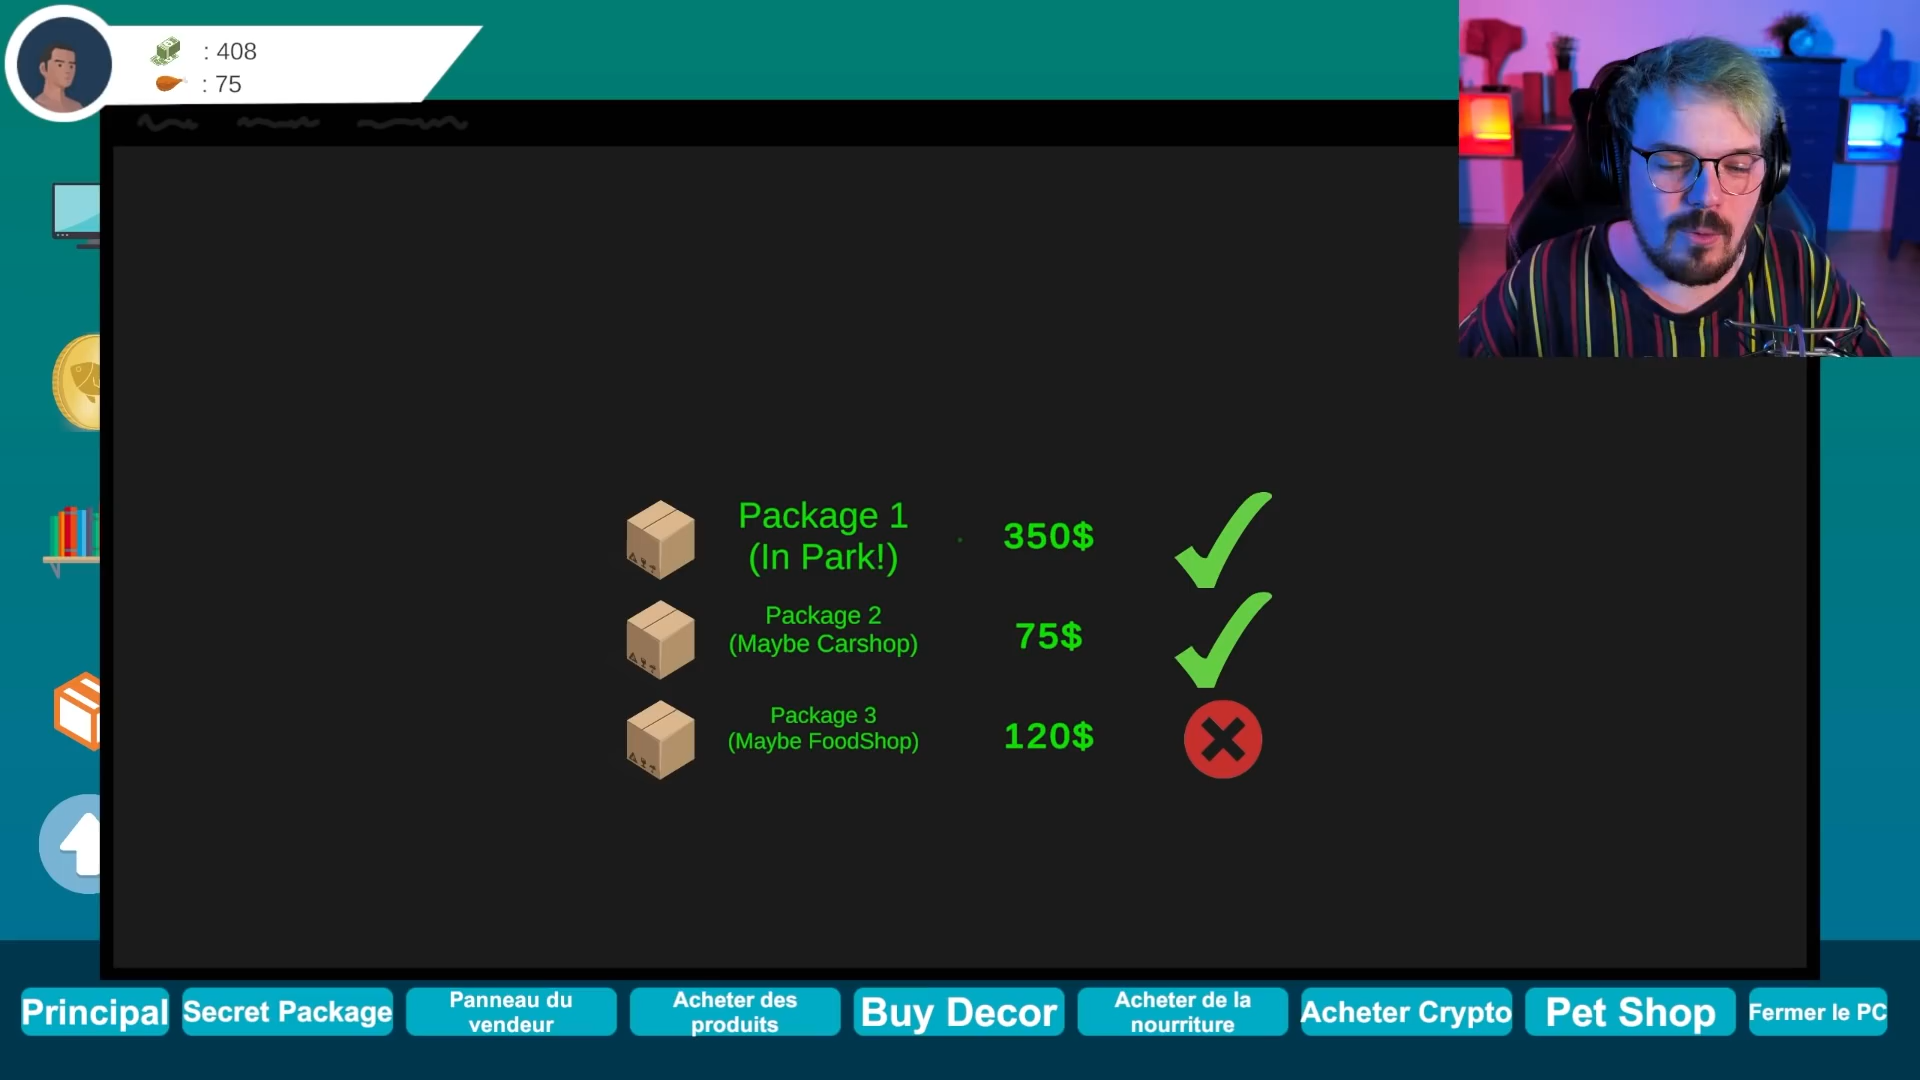 : 408
: 75
Package 1
(In Park!)
350$
Package 2
(Maybe Carshop)
75$
Package 3
(Maybe FoodShop)
120$
Principal
Secret Package
Panneau du
vendeur
Acheter des
produits
Buy Decor
Acheter de la
nourriture
Acheter Crypto
Pet Shop
Fermer le PC